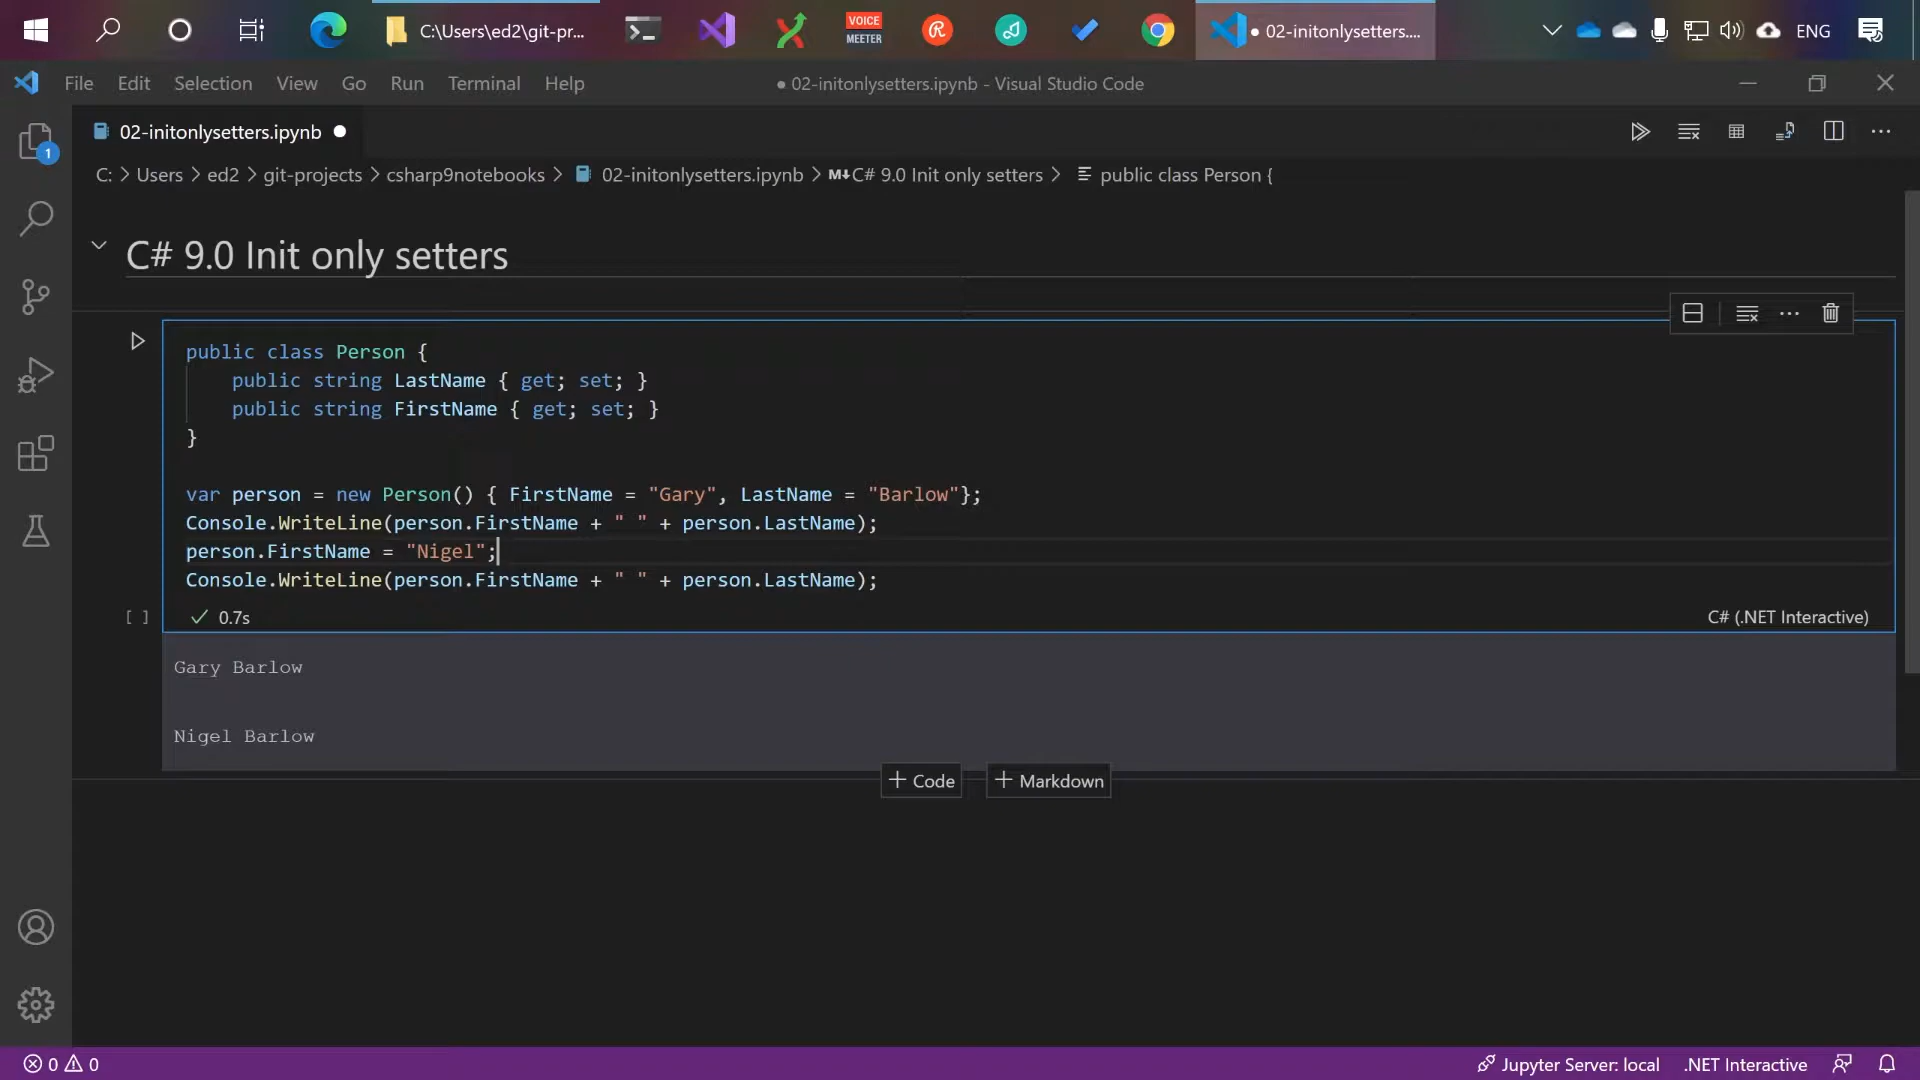 C:\Users\ed2\git-pr...
VOICE
MEETER
● 02-initonlysetters....
ENG
File Edit Selection View Go Run Terminal Help
● 02-initonlysetters.ipynb - Visual Studio Code
02-initonlysetters.ipynb ●
1
C: > Users > ed2 > git-projects > csharp9notebooks > 02-initonlysetters.ipynb > M↓C# 9.0 Init only setters > public class Person {
C# 9.0 Init only setters
public class Person {
    public string LastName { get; set; }
    public string FirstName { get; set; }
}
var person = new Person() { FirstName = "Gary", LastName = "Barlow"};
Console.WriteLine(person.FirstName + " " + person.LastName);
person.FirstName = "Nigel";
Console.WriteLine(person.FirstName + " " + person.LastName);
[ ] ✓ 0.7s
C# (.NET Interactive)
Gary Barlow
Nigel Barlow
+ Code + Markdown
0 0
Jupyter Server: local .NET Interactive